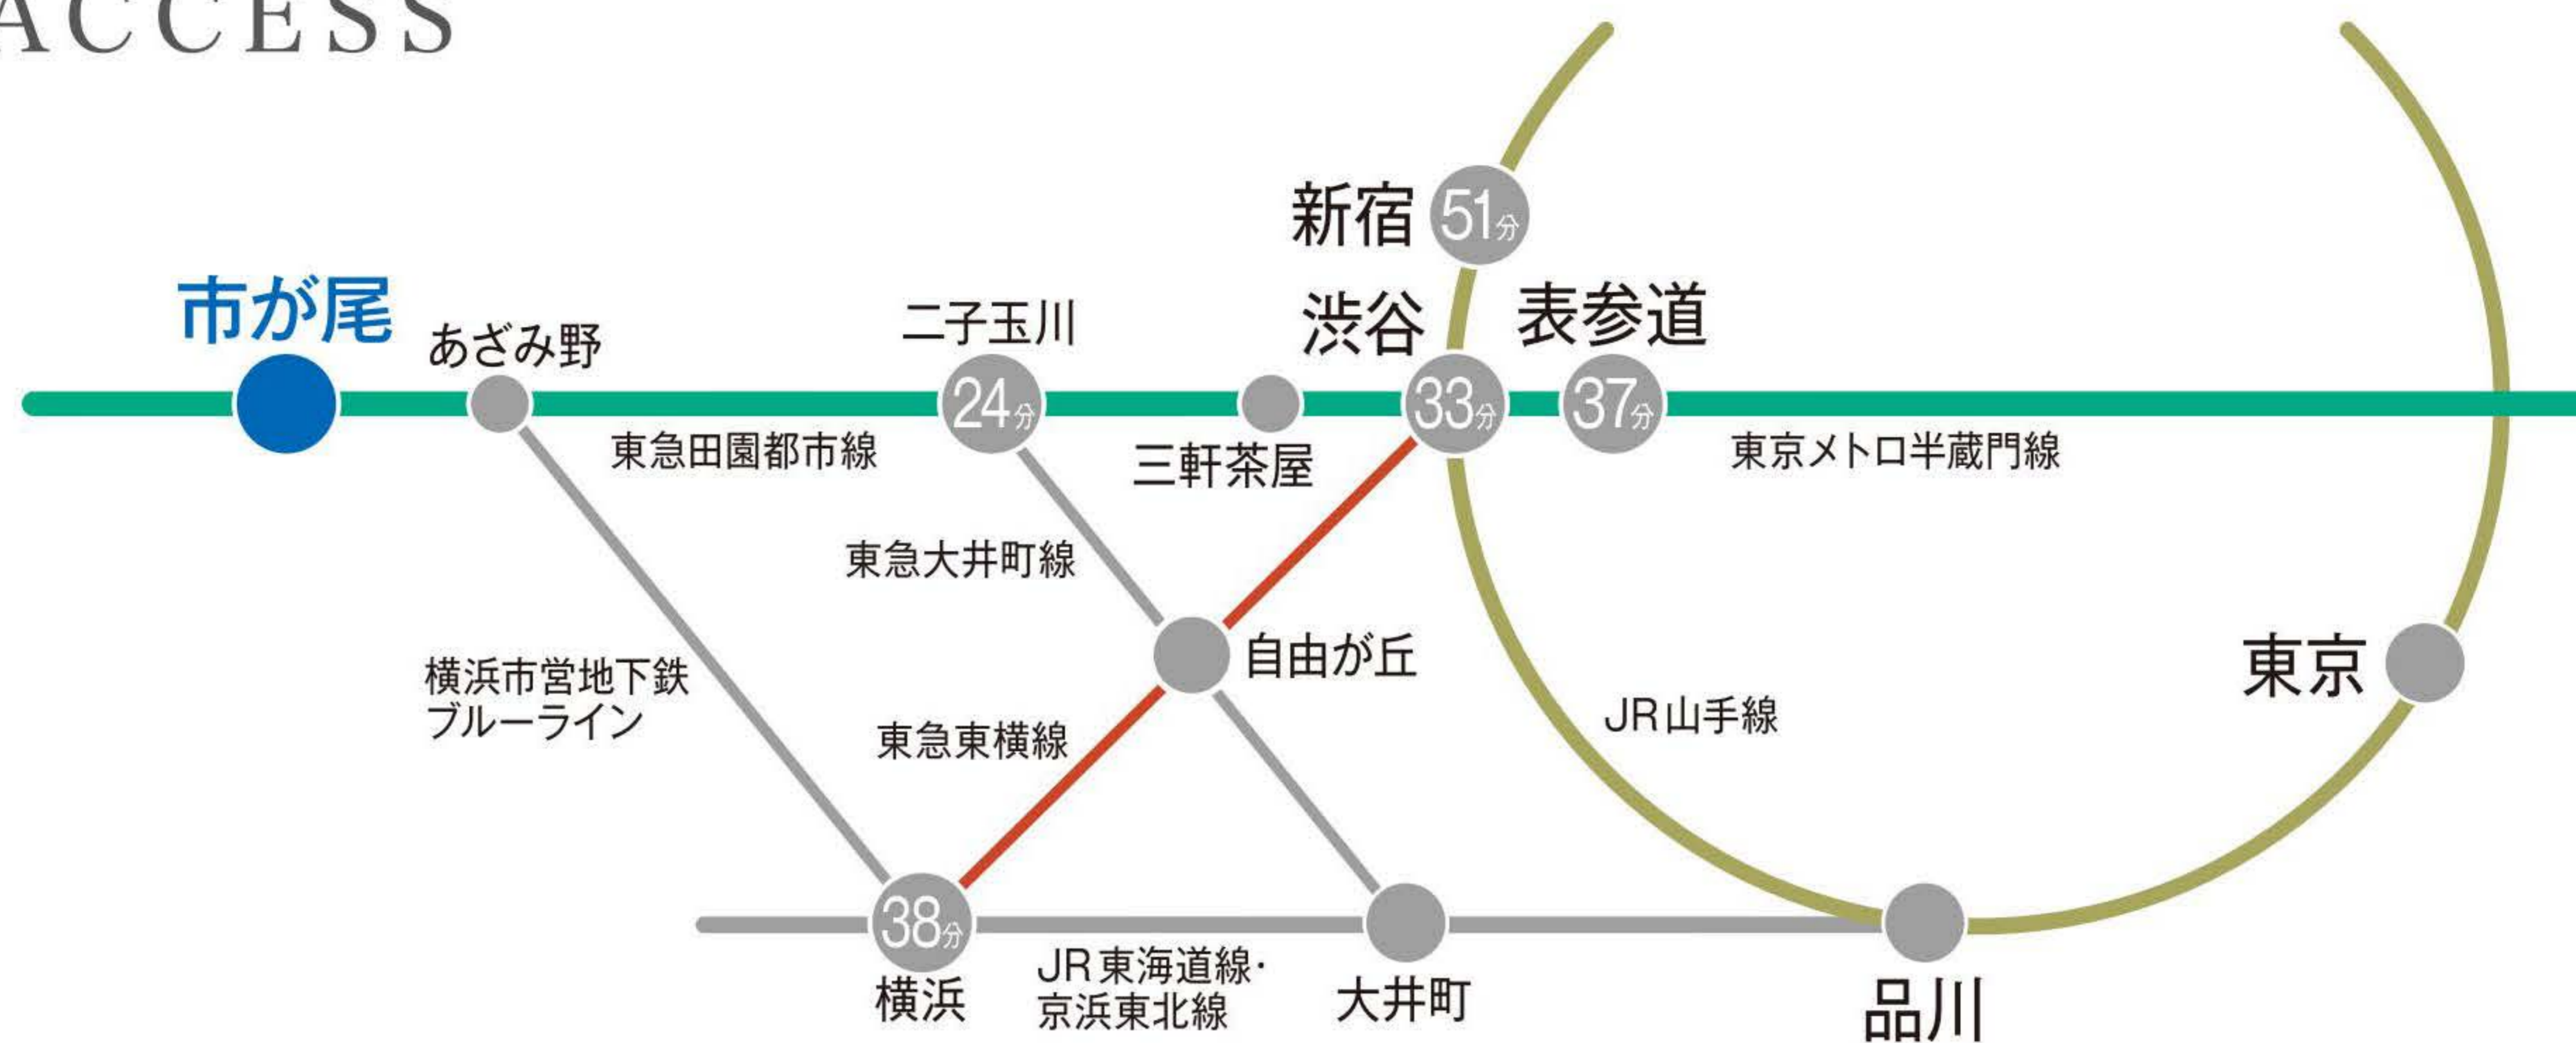 ACCESS
新宿
51分
市が尾
あざみ野
二子玉川
渋谷
表参道
24分
33分
37分
東急田園都市線
三軒茶屋
東京メトロ半蔵門線
東急大井町線
自由が丘
東京
横浜市営地下鉄
ブルーライン
東急東横線
JR山手線
38分
横浜
JR東海道線・
京浜東北線
大井町
品川